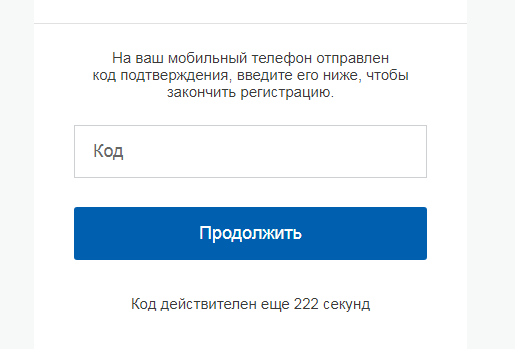 На ваш мобильный телефон отправлен
код подтверждения, введите его ниже, чтобы
закончить регистрацию.
Код
Продолжить
Код действителен еще 222 секунд